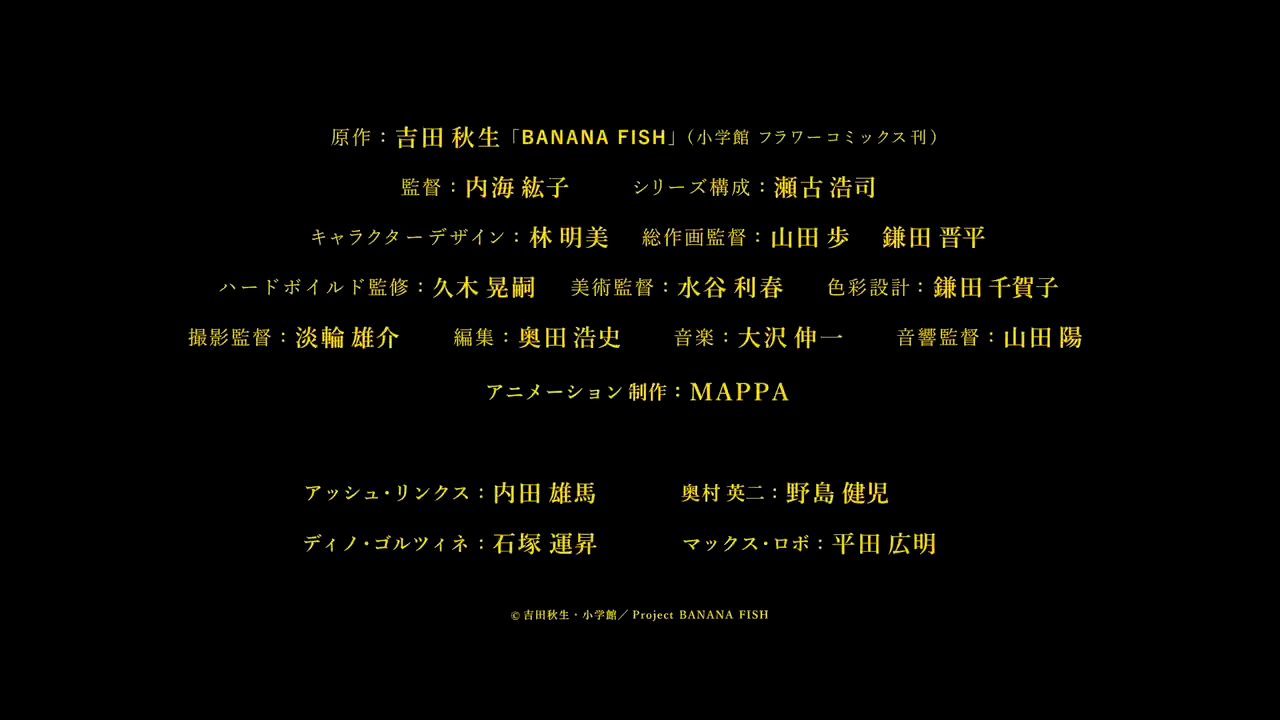 原作：吉田 秋生「BANANA FISH」（小学館 フラワーコミックス刊）
監督：内海 紘子　シリーズ構成：瀬古 浩司
キャラクターデザイン：林 明美　総作画監督：山田 歩　鎌田 晋平
ハードボイルド監修：久木 晃嗣　美術監督：水谷 利春　色彩設計：鎌田 千賀子
撮影監督：淡輪 雄介　編集：奥田 浩史　音楽：大沢 伸一　音響監督：山田 陽
アニメーション制作：MAPPA
アッシュ・リンクス：内田 雄馬　奥村 英二：野島 健児
ディノ・ゴルツィネ：石塚 運昇　マックス・ロボ：平田 広明
©吉田秋生・小学館／Project BANANA FISH